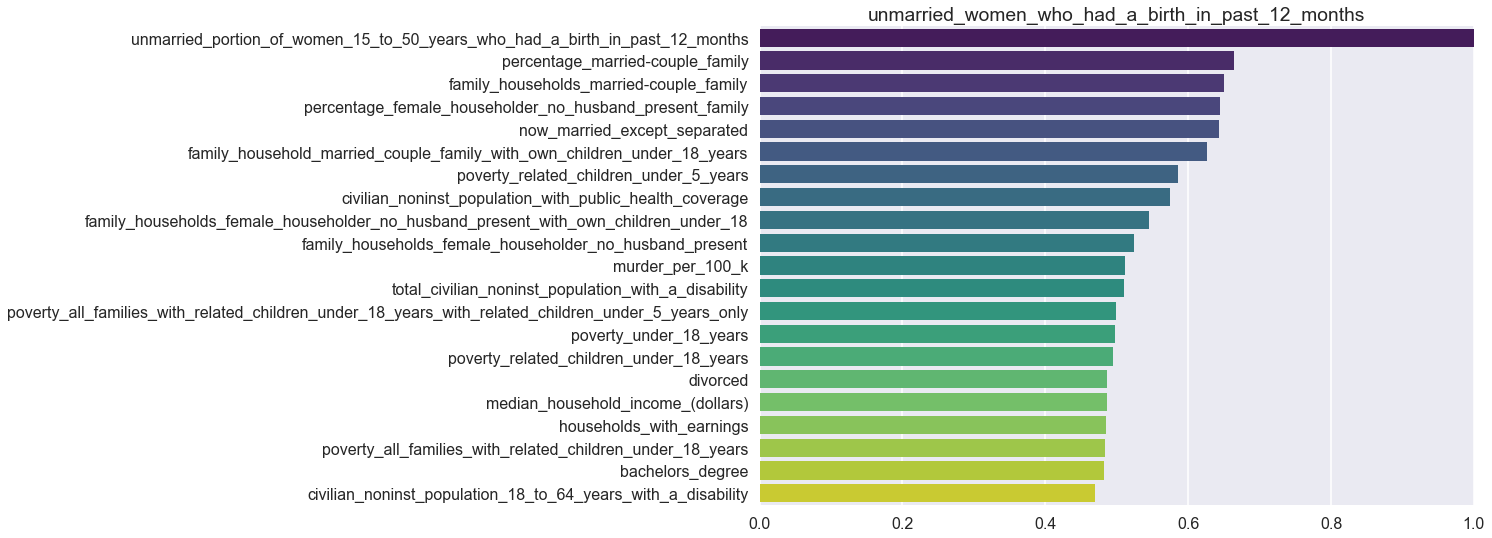 unmarried_women_who_had_a_birth_in_past_12_months
unmarried_portion_of_women_15_to_50_years_who_had_a_birth_in_past_12_months
percentage_married-couple_family
family_households_married-couple_family
percentage_female_householder_no_husband_present_family
now_married_except_separated
family_household_married_couple_family_with_own_children_under_18_years
poverty_related_children_under_5_years
civilian_noninst_population_with_public_health_coverage
family_households_female_householder_no_husband_present_with_own_children_under_18
family_households_female_householder_no_husband_present
murder_per_100_k
total_civilian_noninst_population_with_a_disability
poverty_all_families_with_related_children_under_18_years_with_related_children_under_5_years_only
poverty_under_18_years
poverty_related_children_under_18_years
divorced
median_household_income_(dollars)
households_with_earnings
poverty_all_families_with_related_children_under_18_years
bachelors_degree
civilian_noninst_population_18_to_64_years_with_a_disability
0.0 0.2 0.4 0.6 0.8 1.0